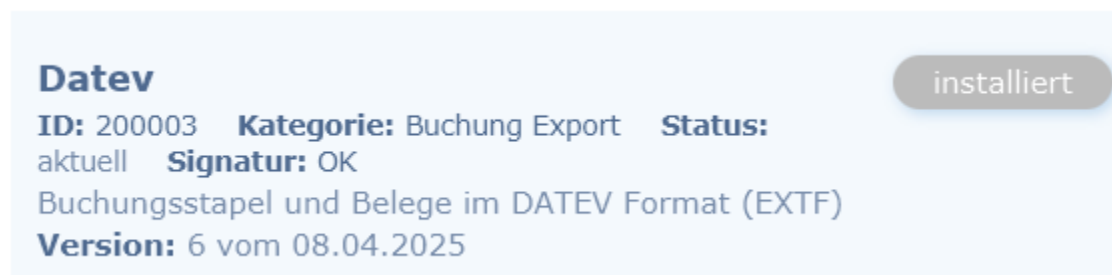 Datev
installiert
ID: 200003 Kategorie: Buchung Export Status:
aktuell Signatur: OK
Buchungsstapel und Belege im DATEV Format (EXTF)
Version: 6 vom 08.04.2025